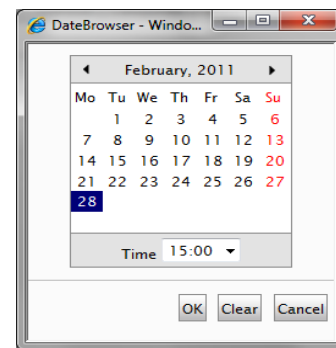 DateBrowser - Windo...
February, 2011
Mo Tu We Th Fr Sa Su
1 2 3 4 5 6
7 8 9 10 11 12 13
14 15 16 17 18 19 20
21 22 23 24 25 26 27
28
Time 15:00
OK Clear Cancel